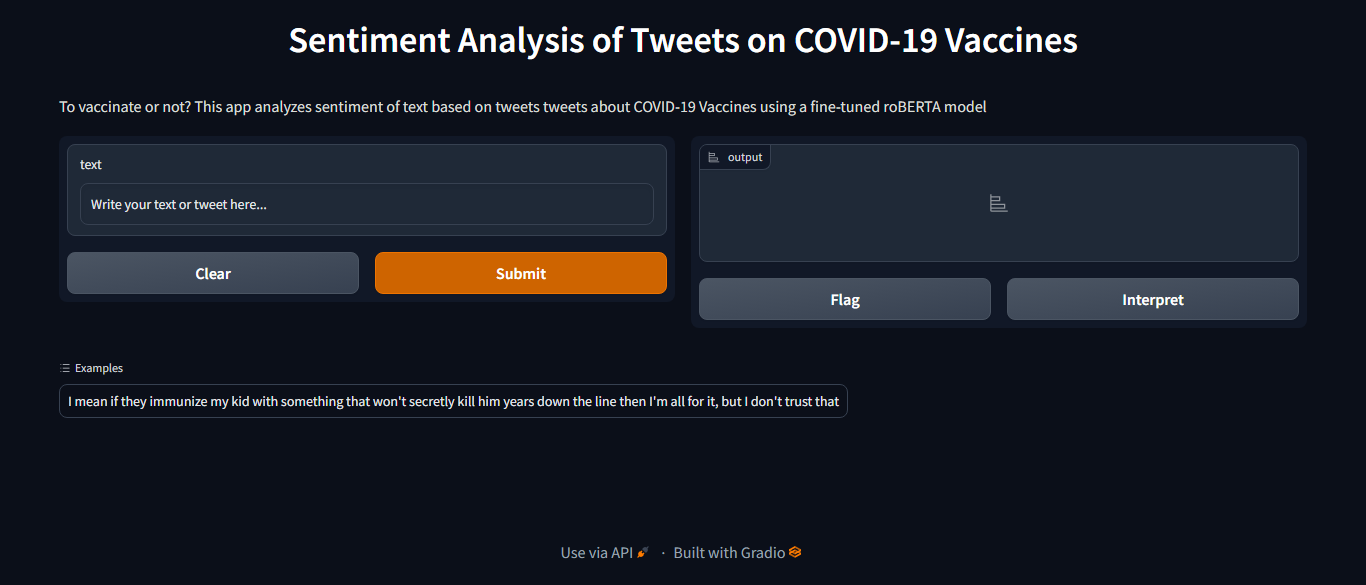 Sentiment Analysis of Tweets on COVID-19 Vaccines
To vaccinate or not? This app analyzes sentiment of text based on tweets tweets about COVID-19 Vaccines using a fine-tuned roBERTA model
text
Write your text or tweet here...
Clear
Submit
output
Flag
Interpret
Examples
I mean if they immunize my kid with something that won't secretly kill him years down the line then I'm all for it, but I don't trust that
Use via API · Built with Gradio